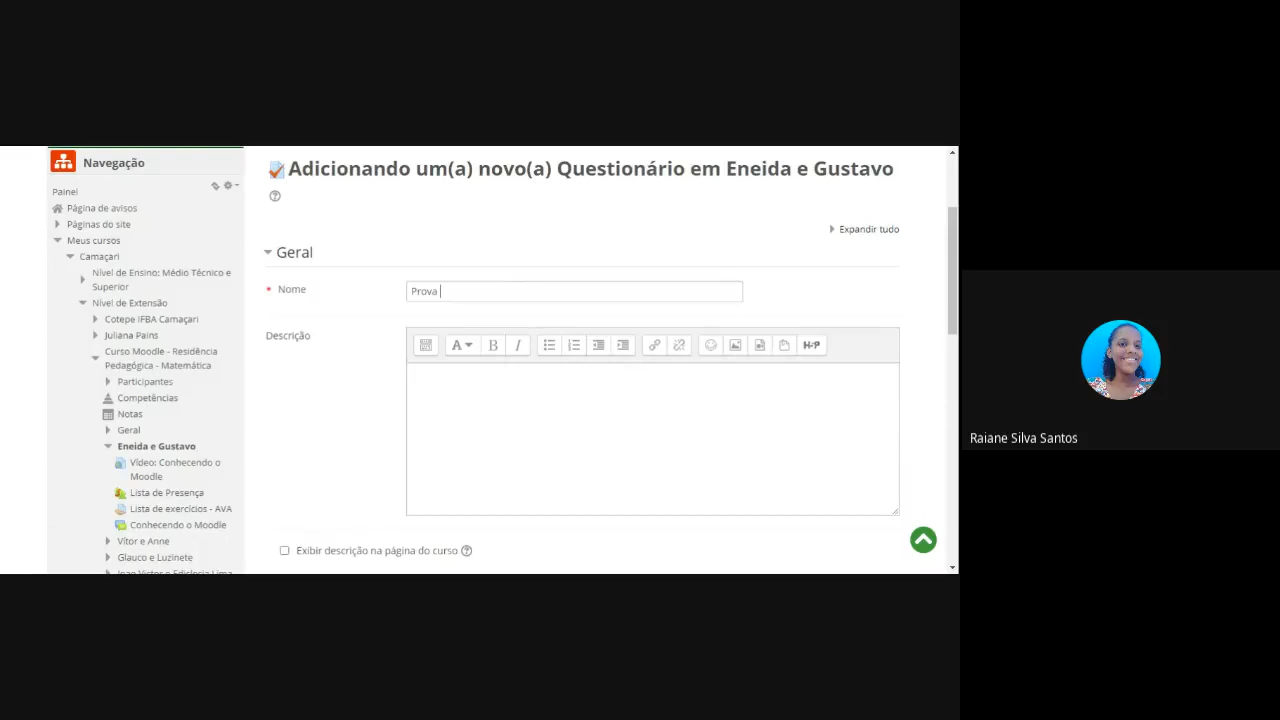 Navegação
Painel
Página de avisos
Páginas do site
Meus cursos
Camaçari
Nível de Ensino: Médio Técnico e
Superior
Nível de Extensão
Cotepe IFBA Camaçari
Juliana Pains
Curso Moodle - Residência
Pedagógica - Matemática
Participantes
Competências
Notas
Geral
Eneida e Gustavo
Vídeo: Conhecendo o
Moodle
Lista de Presença
Lista de exercícios - AVA
Conhecendo o Moodle
Vítor e Anne
Glauco e Luzinete
Adicionando um(a) novo(a) Questionário em Eneida e Gustavo
Expandir tudo
Geral
Nome
Prova
Descrição
A B I
H-P
Exibir descrição na página do curso
Raiane Silva Santos